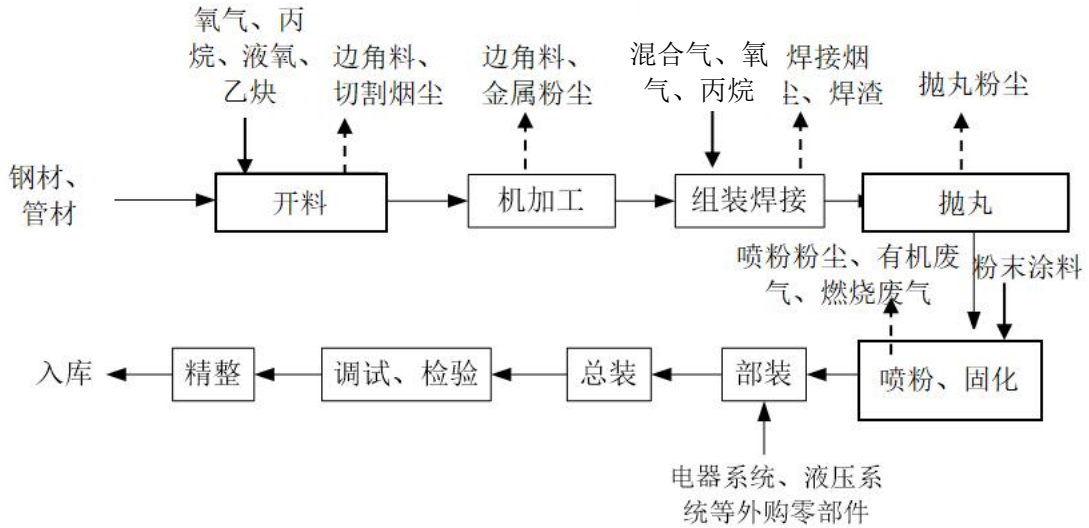 氧气、丙
烷、液氧、
乙炔
边角料、
切割烟尘
边角料、
金属粉尘
混合气、氧
气、丙烷
焊接烟
尘、焊渣
抛丸粉尘
钢材、
管材
开料
机加工
组装焊接
抛丸
喷粉粉尘、有机废
气、燃烧废气
粉末涂料
入库
精整
调试、检验
总装
部装
喷粉、固化
电器系统、液压系
统等外购零部件